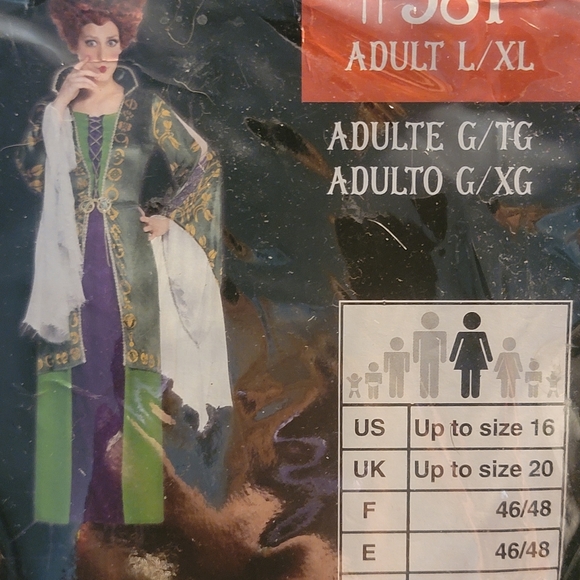 ADULT L/XL
ADULTE G/TG
ADULTO G/XG
US Up to size 16
UK Up to size 20
F 46/48
E 46/48